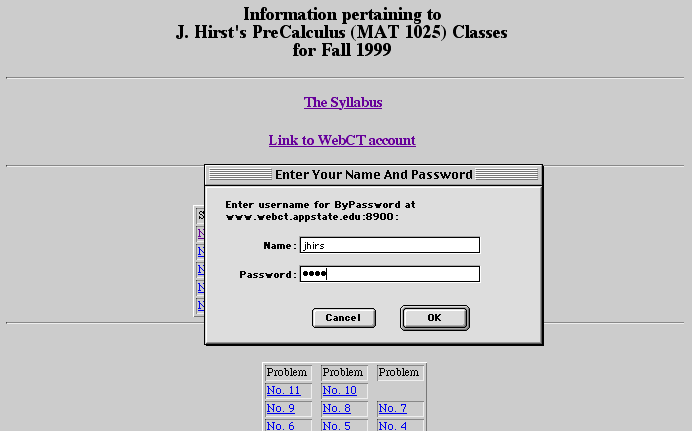 Information pertaining to
J. Hirst's PreCalculus (MAT 1025) Classes
for Fall 1999
The Syllabus
Link to WebCT account
Enter Your Name And Password
Enter username for ByPassword at
www.webct.appstate.edu:8900:
Name: jhirs
Password: ●●●●
Cancel OK
Problem Problem Problem
No. 11 No. 10
No. 9 No. 8 No. 7
No. 6 No. 5 No. 4